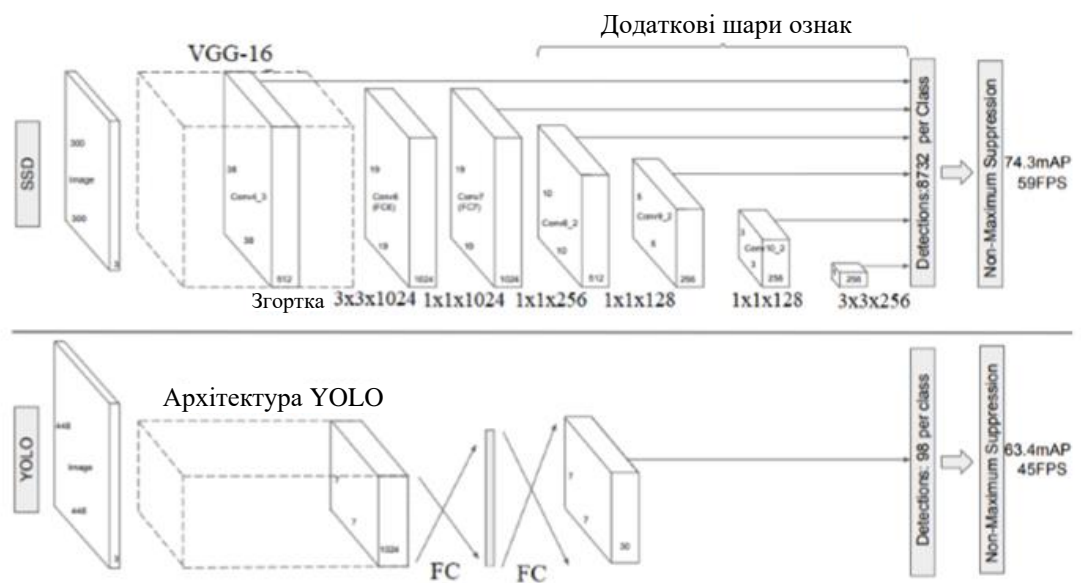 Додаткові шари ознак
VGG-16
SSD
300
Image
300
3
38
Conv4_3
38
512
19
Conv6
(FC6)
19
1024
19
Conv7
(FC7)
19
1024
10
Conv8_2
10
512
5
Conv9_2
5
256
3
Conv10_2
3
256
256
Detections:8732 per Class
Non-Maximum Suppression
74.3mAP
59FPS
Згортка
3x3x1024
1x1x1024
1x1x256
1x1x128
1x1x128
3x3x256
YOLO
Архітектура YOLO
448
Image
448
3
7
7
1024
FC
FC
7
7
30
Detections: 98 per class
Non-Maximum Suppression
63.4mAP
45FPS